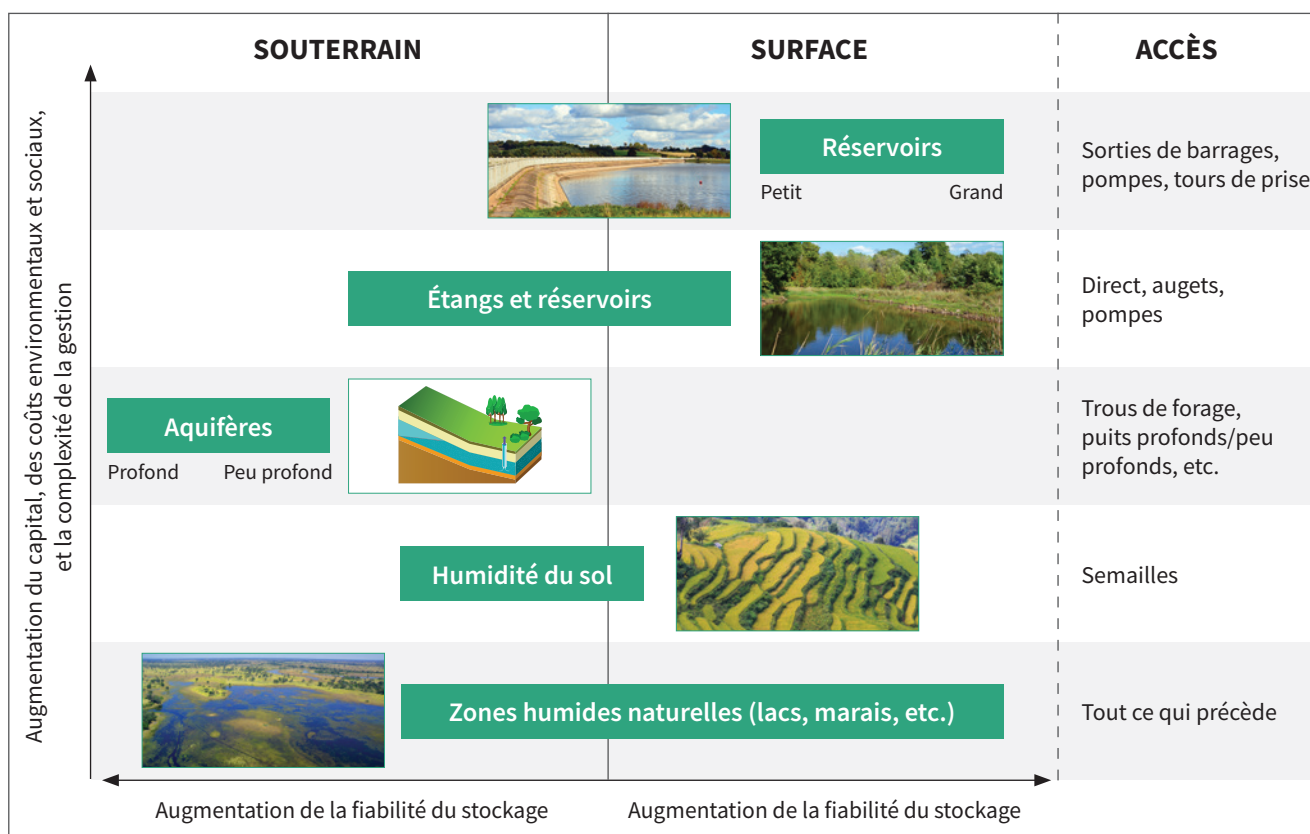 SOUTERRAIN
SURFACE
ACCÈS
Augmentation du capital, des coûts environmentaux et sociaux,
et la complexité de la gestion
Réservoirs
Petit
Grand
Sorties de barrages,
pompes, tours de prise
Étangs et réservoirs
Direct, augets,
pompes
Aquifères
Profond
Peu profond
Trous de forage,
puits profonds/peu
profonds, etc.
Humidité du sol
Semailles
Zones humides naturelles (lacs, marais, etc.)
Tout ce qui précède
Augmentation de la fiabilité du stockage
Augmentation de la fiabilité du stockage